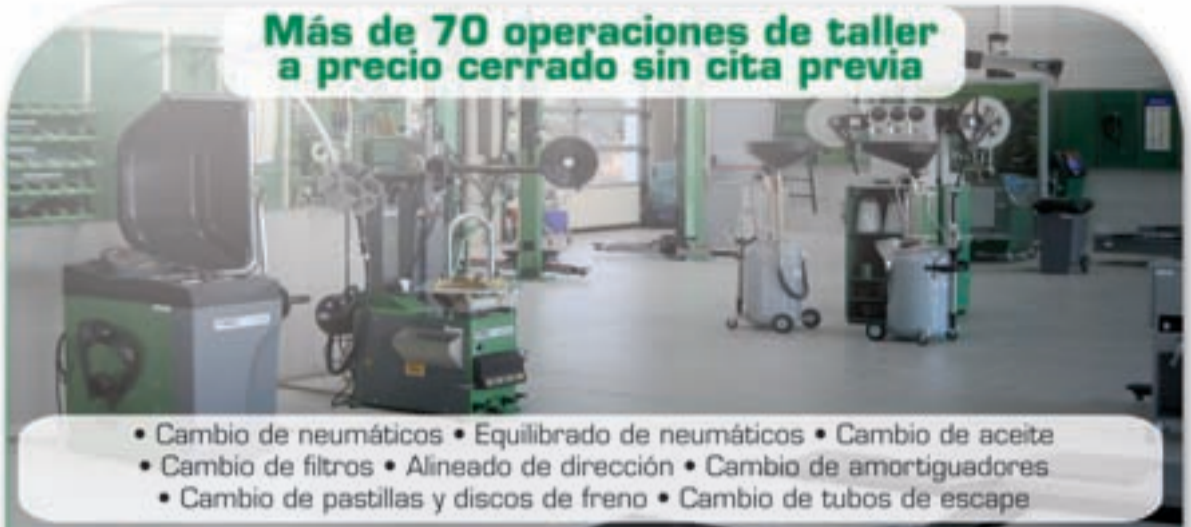 Más de 70 operaciones de taller
a precio cerrado sin cita previa
• Cambio de neumáticos • Equilibrado de neumáticos • Cambio de aceite
• Cambio de filtros • Alineado de dirección • Cambio de amortiguadores
• Cambio de pastillas y discos de freno • Cambio de tubos de escape